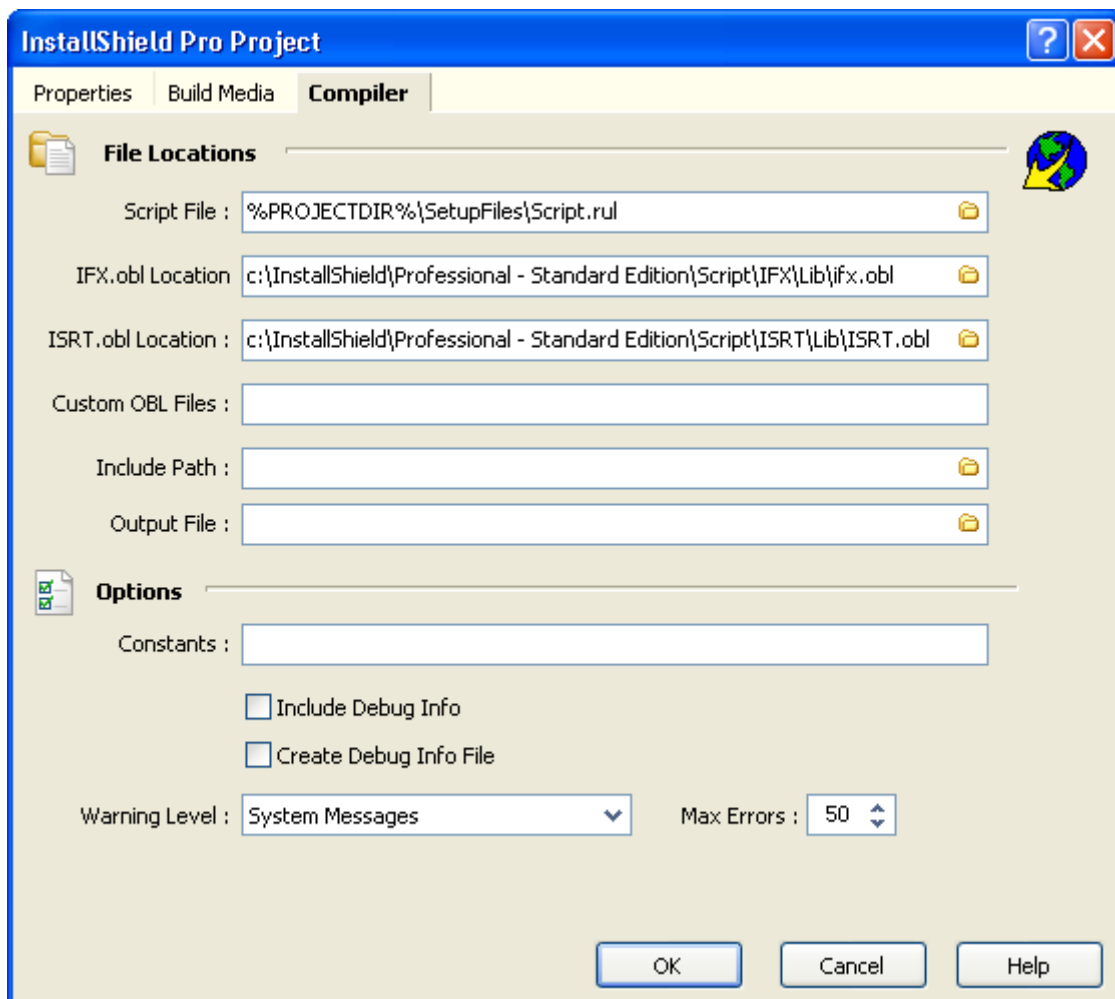 InstallShield Pro Project
Properties Build Media Compiler
File Locations
Script File : %PROJECTDIR%\SetupFiles\Script.rul
IFX.obl Location c:\InstallShield\Professional - Standard Edition\Script\IFX\Lib\ifx.obl
ISRT.obl Location : c:\InstallShield\Professional - Standard Edition\Script\ISRT\Lib\ISRT.obl
Custom OBL Files :
Include Path :
Output File :
Options
Constants :
Include Debug Info
Create Debug Info File
Warning Level : System Messages Max Errors : 50
OK Cancel Help